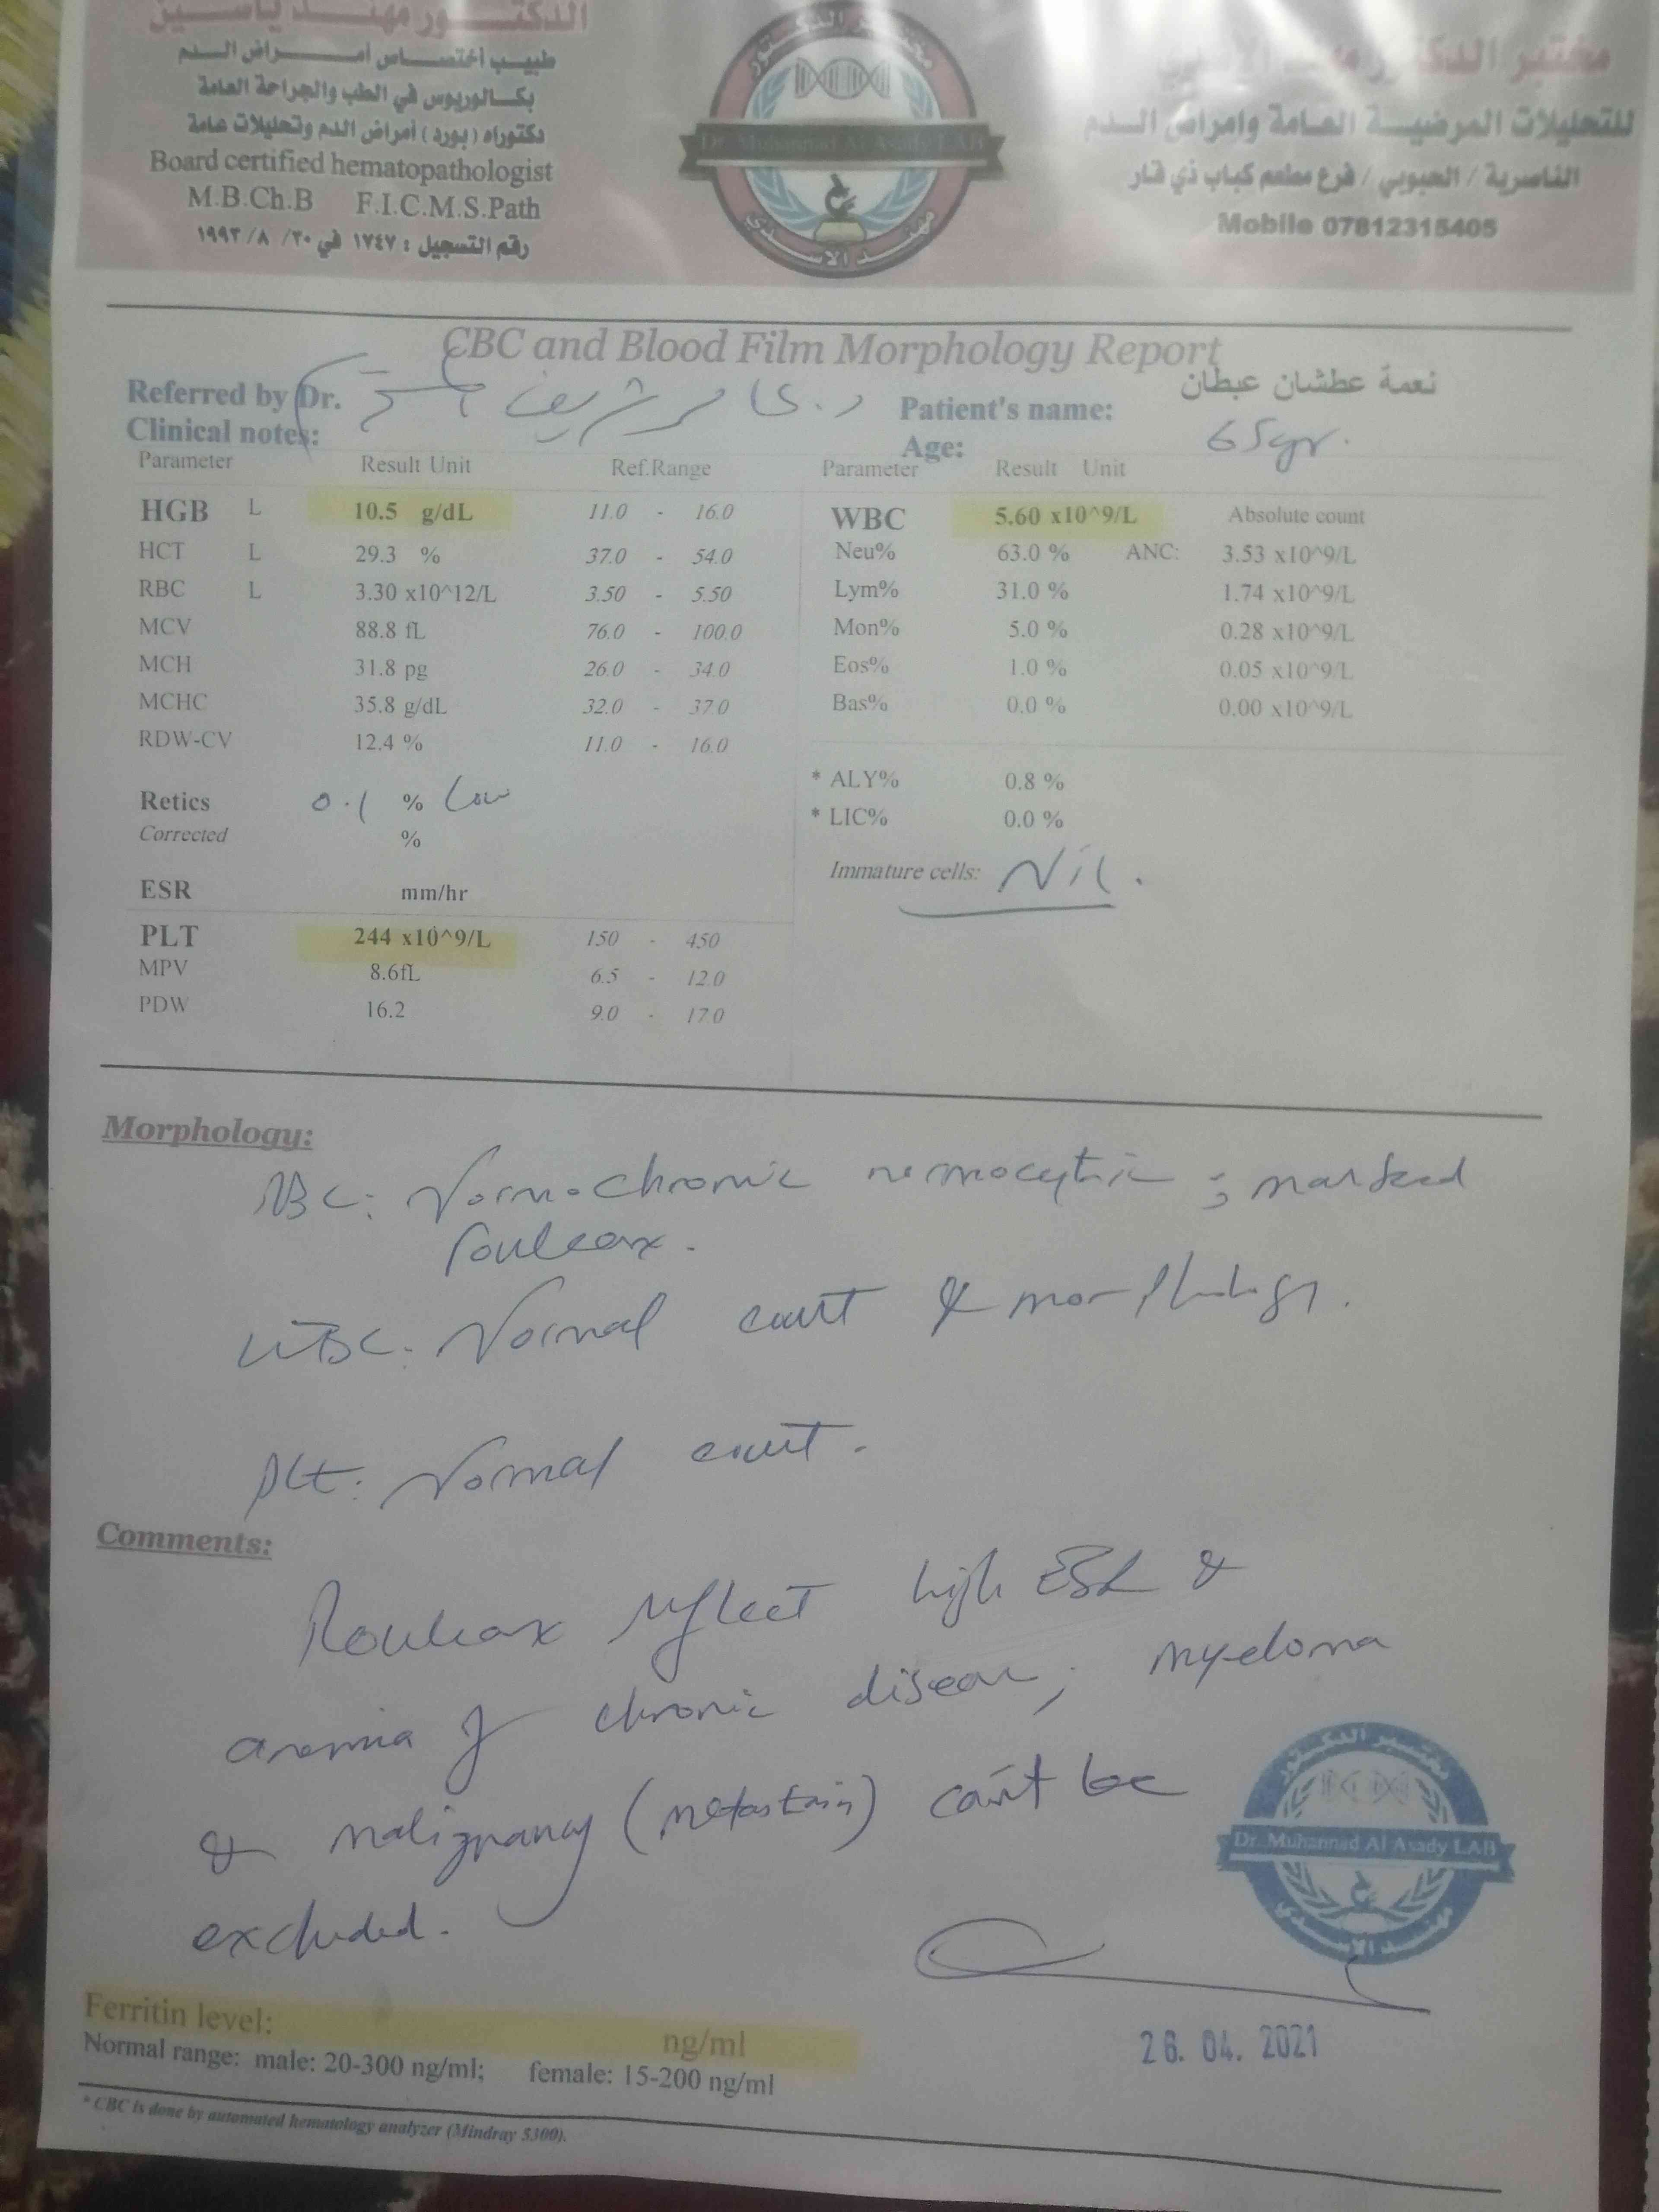 الدكتور مهند ياسين
طبيب أختصاص أمراض الدم
بكالوريوس في الطب والجراحة العامة
دكتوراه (بورد) أمراض الدم وتحليلات عامة
Board certified hematopathologist
M.B.Ch.B F.I.C.M.S.Path
رقم التسجيل : ١٧٤٧ في ٢٠/ ٨/ ١٩٩٣
Dr. Muhannad Al Asady LAB
مهند الاسدي
مختبر الدكتور مهند الاسدي
للتحليلات المرضية العامة وامراض الدم
الناصرية / الحبوبي / فرع مطعم كباب ذي قار
Mobile 07812315405
CBC and Blood Film Morphology Report
Referred by Dr.
Patient's name: نعمة عطشان عبطان
Clinical notes:
Age: 65yr.
Parameter Result Unit Ref.Range
HGB L 10.5 g/dL 11.0 - 16.0
HCT L 29.3 % 37.0 - 54.0
RBC L 3.30 x10^12/L 3.50 - 5.50
MCV 88.8 fL 76.0 - 100.0
MCH 31.8 pg 26.0 - 34.0
MCHC 35.8 g/dL 32.0 - 37.0
RDW-CV 12.4 % 11.0 - 16.0
Retics 0.1 % Low
Corrected %
ESR mm/hr
PLT 244 x10^9/L 150 - 450
MPV 8.6fL 6.5 - 12.0
PDW 16.2 9.0 - 17.0
Parameter Result Unit
WBC 5.60 x10^9/L Absolute count
Neu% 63.0 % ANC: 3.53 x10^9/L
Lym% 31.0 % 1.74 x10^9/L
Mon% 5.0 % 0.28 x10^9/L
Eos% 1.0 % 0.05 x10^9/L
Bas% 0.0 % 0.00 x10^9/L
* ALY% 0.8 %
* LIC% 0.0 %
Immature cells: Nil.
Morphology:
RBC: Normochromic normocytic ; marked
rouleax.
WBC: Normal count & morphology.
PLt: Normal count.
Comments:
Rouleax reflect high ESR &
anemia of chronic disease, myeloma
& malignancy (metastasis) can't be
excluded.
Dr. Muhannad Al Asady LAB
Ferritin level: ng/ml
Normal range: male: 20-300 ng/ml; female: 15-200 ng/ml
26. 04. 2021
* CBC is done by automated hematology analyzer (Mindray 5300).